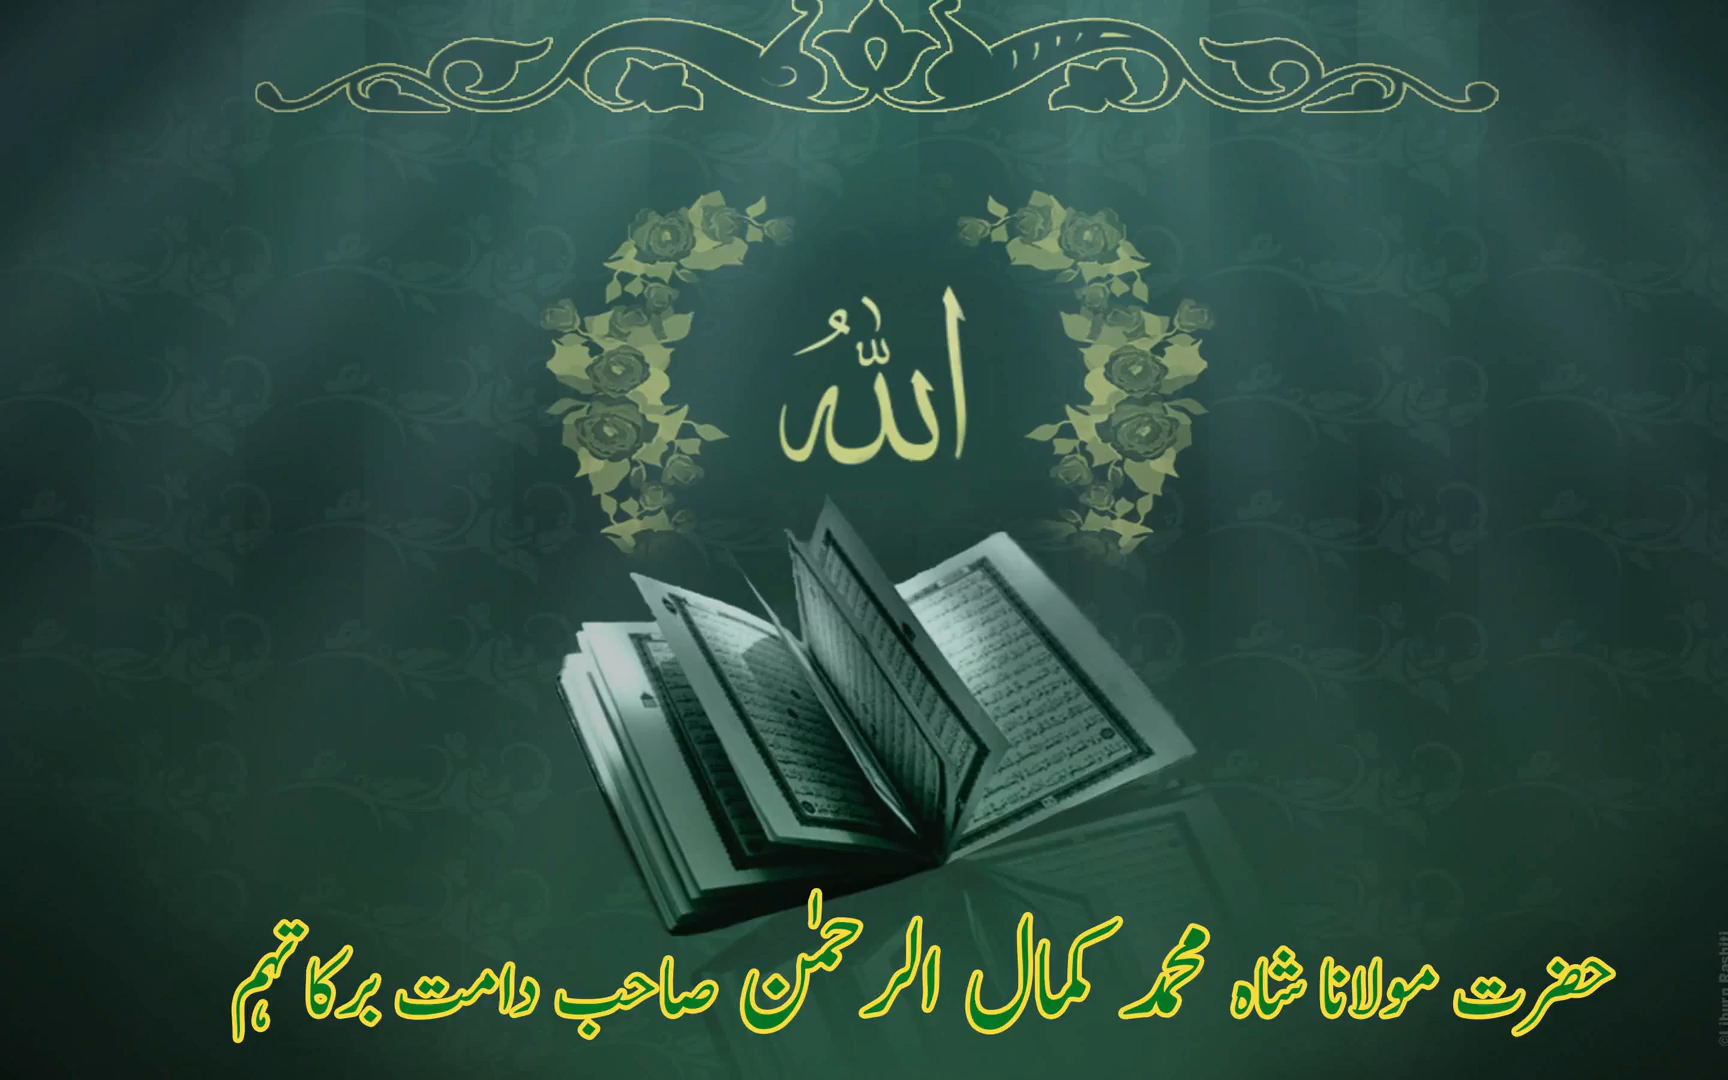 اللهُ
حضرت مولانا شاہ محمد کمال الرحمٰن صاحب دامت برکاتہم